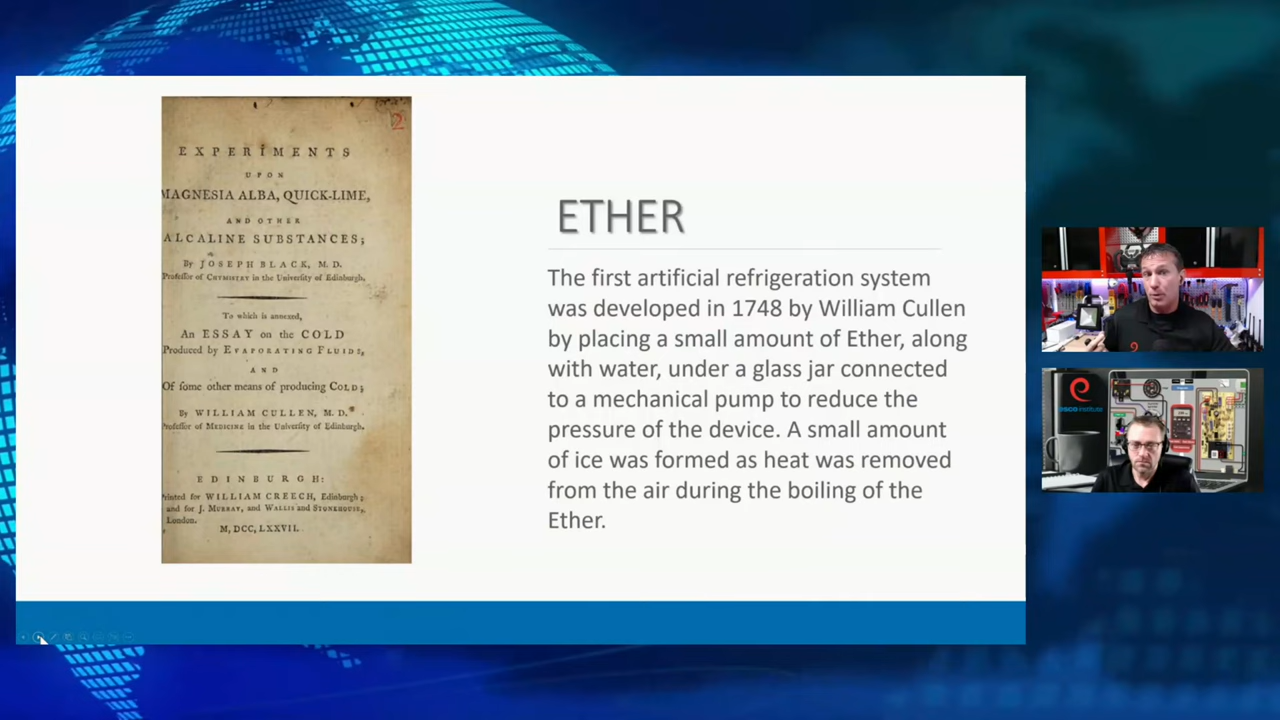 2
EXPERIMENTS
UPON
MAGNESIA ALBA, QUICK-LIME,
AND OTHER
ALCALINE SUBSTANCES;
By JOSEPH BLACK, M. D.
Professor of CHYMISTRY in the University of Edinburgh.
To which is annexed,
An ESSAY on the COLD
Produced by EVAPORATING FLUIDS,
AND
Of some other means of producing COLD;
By WILLIAM CULLEN, M. D.
Professor of MEDICINE in the University of Edinburgh.
EDINBURGH:
Printed for WILLIAM CREECH, Edinburgh;
and for J. MURRAY, and WALLIS and STONEHOUSE,
London.
M, DCC, LXXVII.
ETHER
The first artificial refrigeration system
was developed in 1748 by William Cullen
by placing a small amount of Ether, along
with water, under a glass jar connected
to a mechanical pump to reduce the
pressure of the device. A small amount
of ice was formed as heat was removed
from the air during the boiling of the
Ether.
esco institute